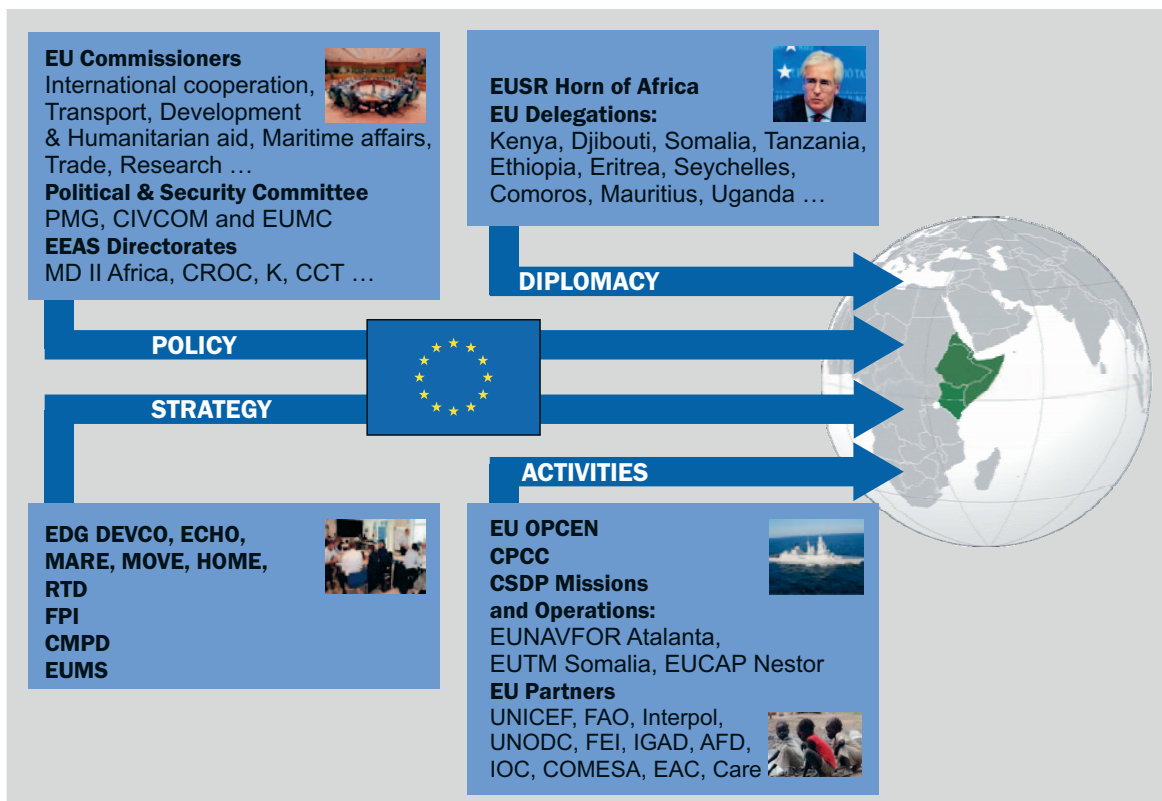 EU Commissioners
International cooperation,
Transport, Development
& Humanitarian aid, Maritime affairs,
Trade, Research …
Political & Security Committee
PMG, CIVCOM and EUMC
EEAS Directorates
MD II Africa, CROC, K, CCT …
EUSR Horn of Africa
EU Delegations:
Kenya, Djibouti, Somalia, Tanzania,
Ethiopia, Eritrea, Seychelles,
Comoros, Mauritius, Uganda …
DIPLOMACY
POLICY
STRATEGY
ACTIVITIES
EDG DEVCO, ECHO,
MARE, MOVE, HOME,
RTD
FPI
CMPD
EUMS
EU OPCEN
CPCC
CSDP Missions
and Operations:
EUNAVFOR Atalanta,
EUTM Somalia, EUCAP Nestor
EU Partners
UNICEF, FAO, Interpol,
UNODC, FEI, IGAD, AFD,
IOC, COMESA, EAC, Care